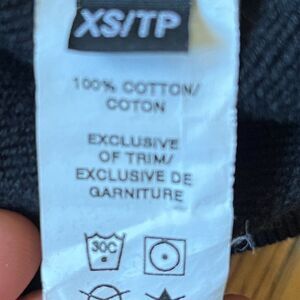 XS/TP
100% COTTON/
COTON
EXCLUSIVE
OF TRIM/
EXCLUSIVE DE
GARNITURE
30C